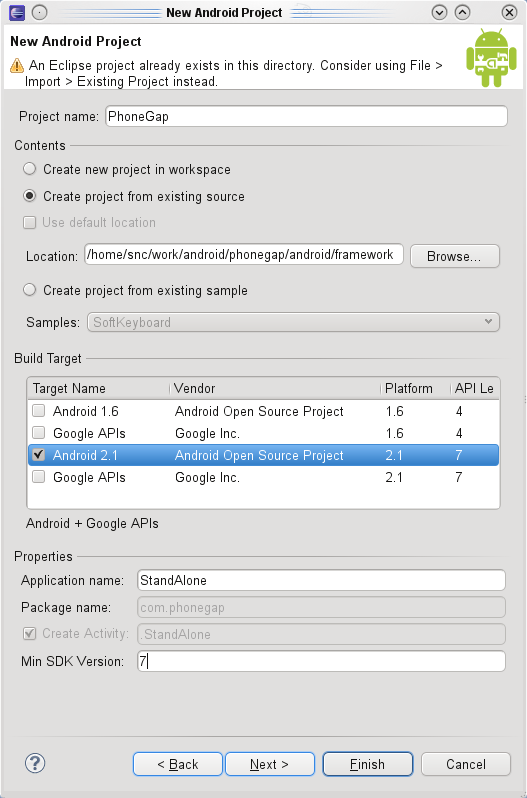 New Android Project
New Android Project
An Eclipse project already exists in this directory. Consider using File >
Import > Existing Project instead.
Project name: PhoneGap
Contents
Create new project in workspace
Create project from existing source
Use default location
Location: /home/snc/work/android/phonegap/android/framework Browse...
Create project from existing sample
Samples: SoftKeyboard
Build Target
Target Name Vendor Platform API Le
Android 1.6 Android Open Source Project 1.6 4
Google APIs Google Inc. 1.6 4
Android 2.1 Android Open Source Project 2.1 7
Google APIs Google Inc. 2.1 7
Android + Google APIs
Properties
Application name: StandAlone
Package name: com.phonegap
Create Activity: .StandAlone
Min SDK Version: 7
? < Back Next > Finish Cancel